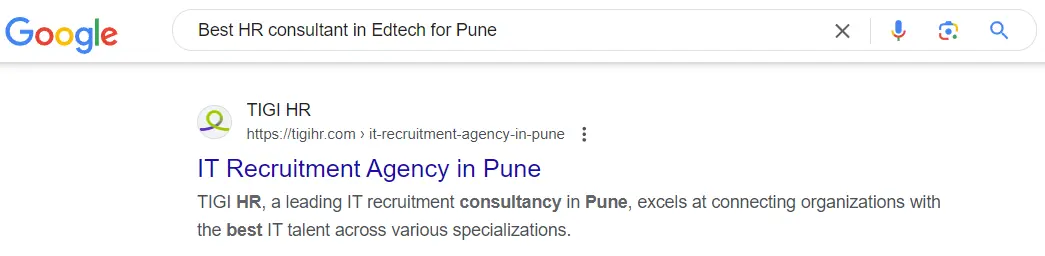 Google
Best HR consultant in Edtech for Pune
TIGI HR
https://tigihr.com › it-recruitment-agency-in-pune
IT Recruitment Agency in Pune
TIGI HR, a leading IT recruitment consultancy in Pune, excels at connecting organizations with
the best IT talent across various specializations.